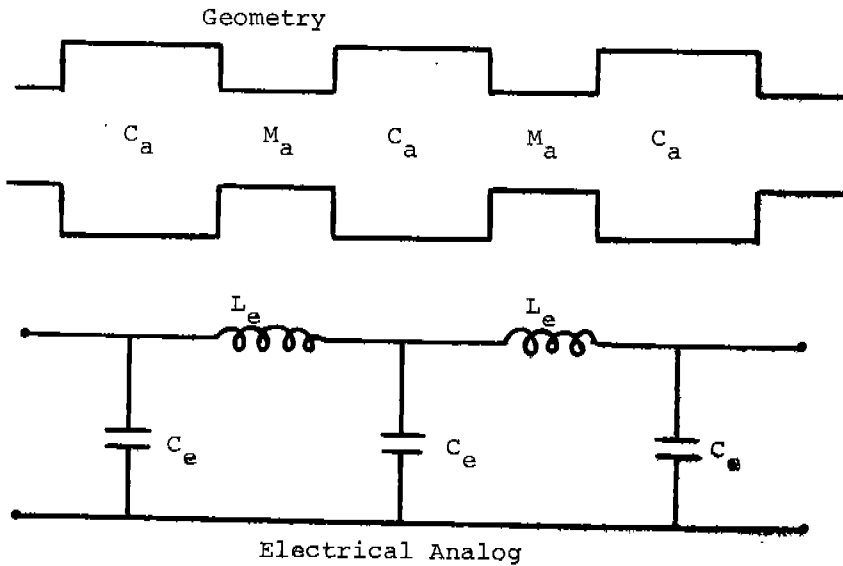 Geometry
C_a M_a C_a M_a C_a
L_e L_e
C_e C_e C_e
Electrical Analog